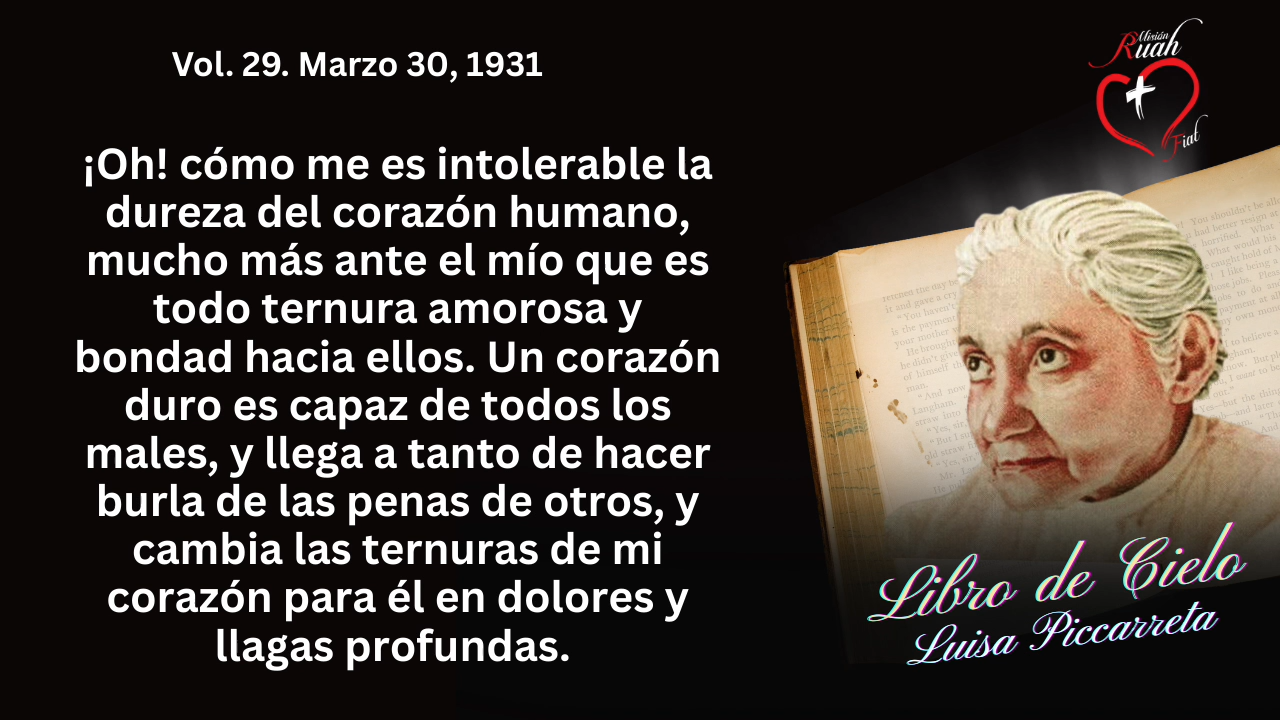 Vol. 29. Marzo 30, 1931
¡Oh! cómo me es intolerable la
dureza del corazón humano,
mucho más ante el mío que es
todo ternura amorosa y
bondad hacia ellos. Un corazón
duro es capaz de todos los
males, y llega a tanto de hacer
burla de las penas de otros, y
cambia las ternuras de mi
corazón para él en dolores y
llagas profundas.
Misión
Ruah
Fiat
Libro de Cielo
Luisa Piccarreta